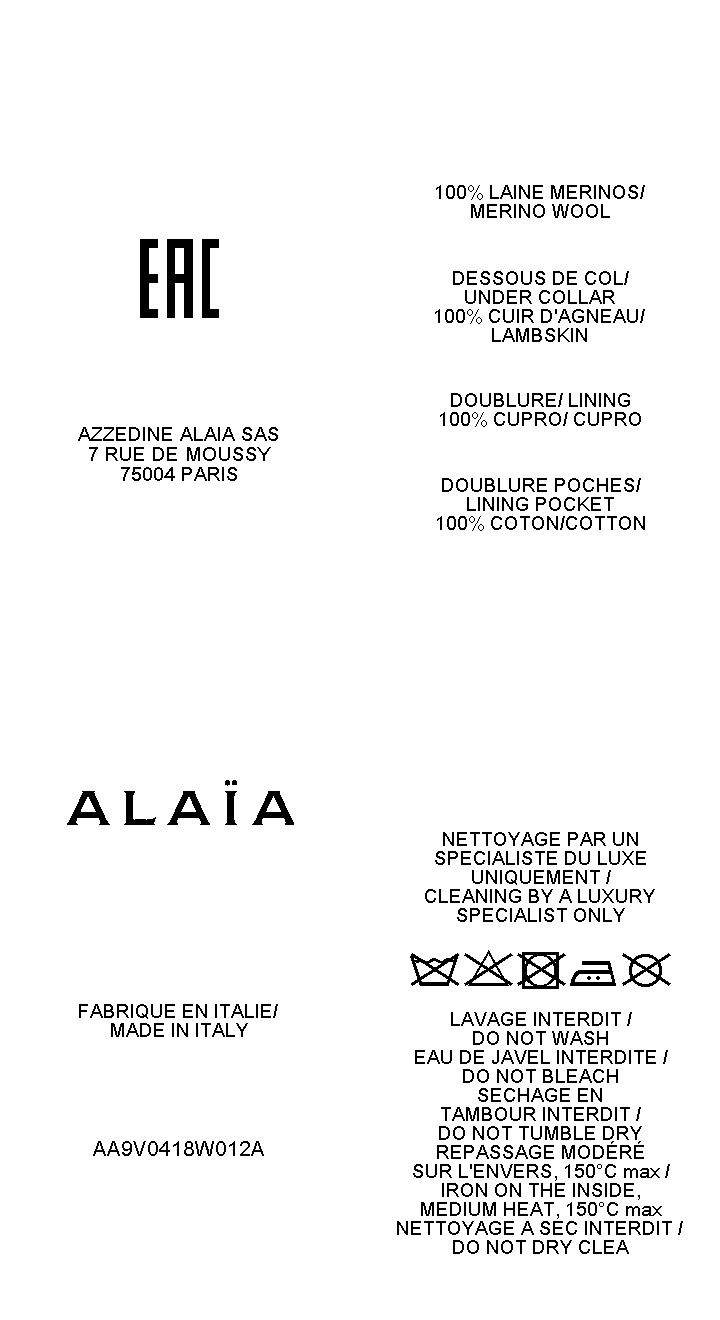 EAC
AZZEDINE ALAIA SAS
7 RUE DE MOUSSY
75004 PARIS
100% LAINE MERINOS/
MERINO WOOL
DESSOUS DE COL/
UNDER COLLAR
100% CUIR D'AGNEAU/
LAMBSKIN
DOUBLURE/ LINING
100% CUPRO/ CUPRO
DOUBLURE POCHES/
LINING POCKET
100% COTON/COTTON
ALAÏA
FABRIQUE EN ITALIE/
MADE IN ITALY
AA9V0418W012A
NETTOYAGE PAR UN
SPECIALISTE DU LUXE
UNIQUEMENT /
CLEANING BY A LUXURY
SPECIALIST ONLY
LAVAGE INTERDIT /
DO NOT WASH
EAU DE JAVEL INTERDITE /
DO NOT BLEACH
SECHAGE EN
TAMBOUR INTERDIT /
DO NOT TUMBLE DRY
REPASSAGE MODÉRÉ
SUR L'ENVERS, 150°C max /
IRON ON THE INSIDE,
MEDIUM HEAT, 150°C max
NETTOYAGE A SEC INTERDIT /
DO NOT DRY CLEA